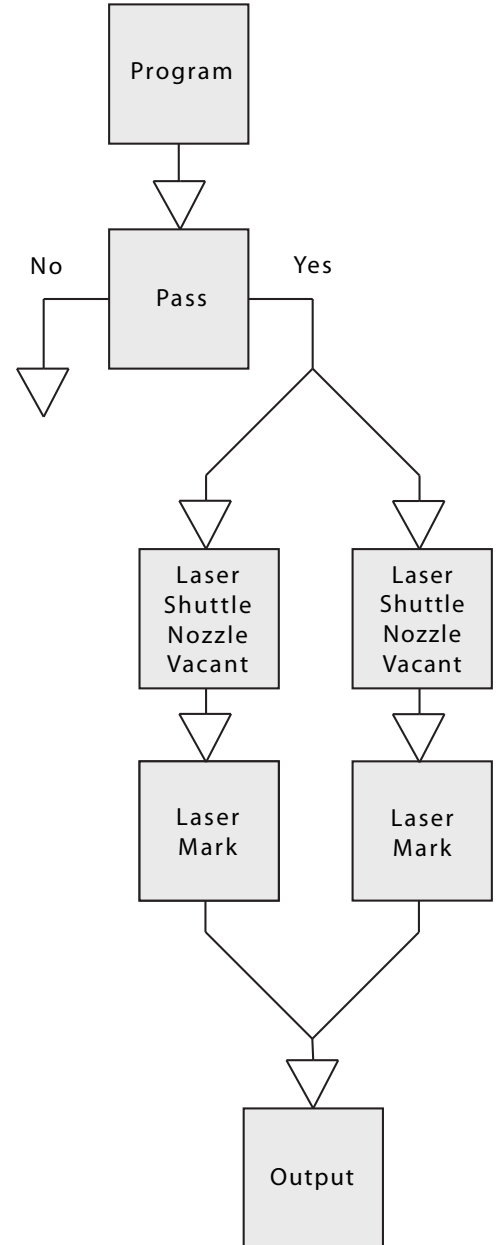 Program
No
Yes
Pass
Laser
Shuttle
Nozzle
Vacant
Laser
Shuttle
Nozzle
Vacant
Laser
Mark
Laser
Mark
Output